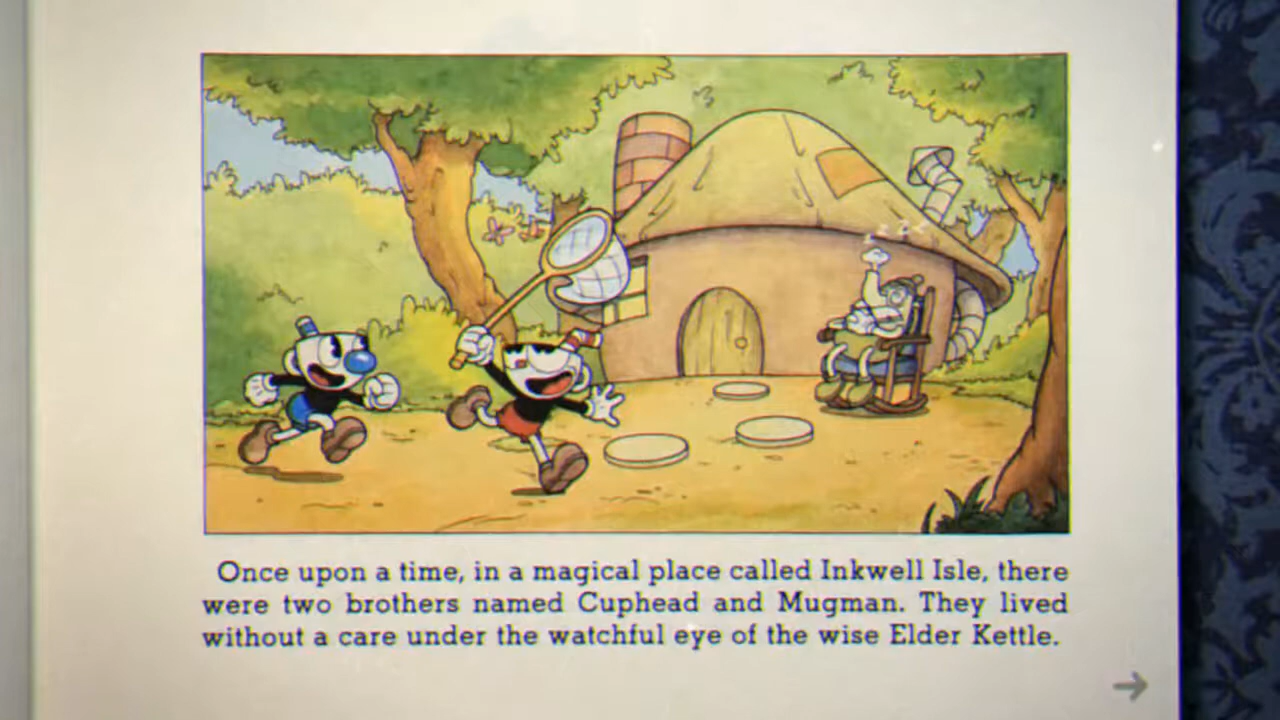 z z z z
Once upon a time, in a magical place called Inkwell Isle, there
were two brothers named Cuphead and Mugman. They lived
without a care under the watchful eye of the wise Elder Kettle.